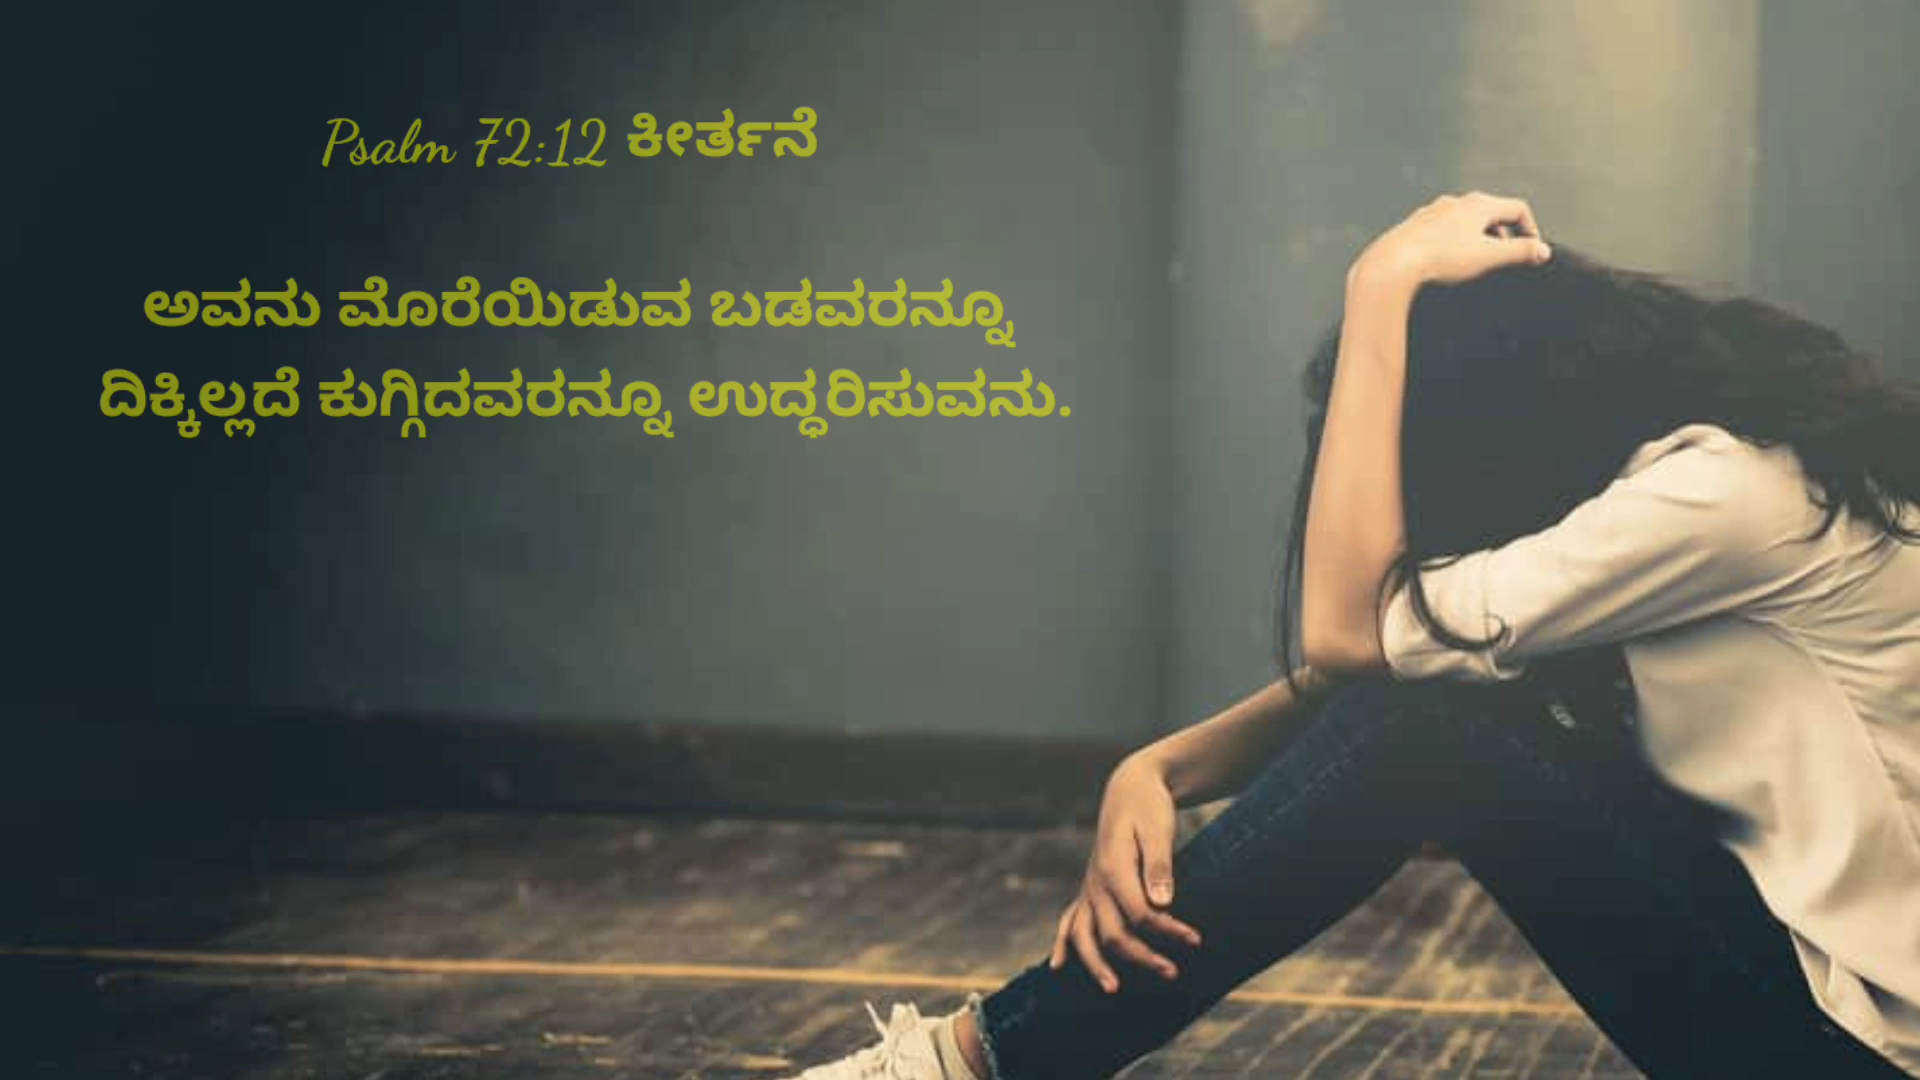 Psalm 72:12 ಕೀರ್ತನೆ
ಅವನು ಮೊರೆಯಿಡುವ ಬಡವರನ್ನೂ
ದಿಕ್ಕಿಲ್ಲದೆ ಕುಗ್ಗಿದವರನ್ನೂ ಉದ್ಧರಿಸುವನು.